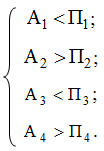 А₁ < П₁;
А₂ > П₂;
А₃ < П₃;
А₄ > П₄.